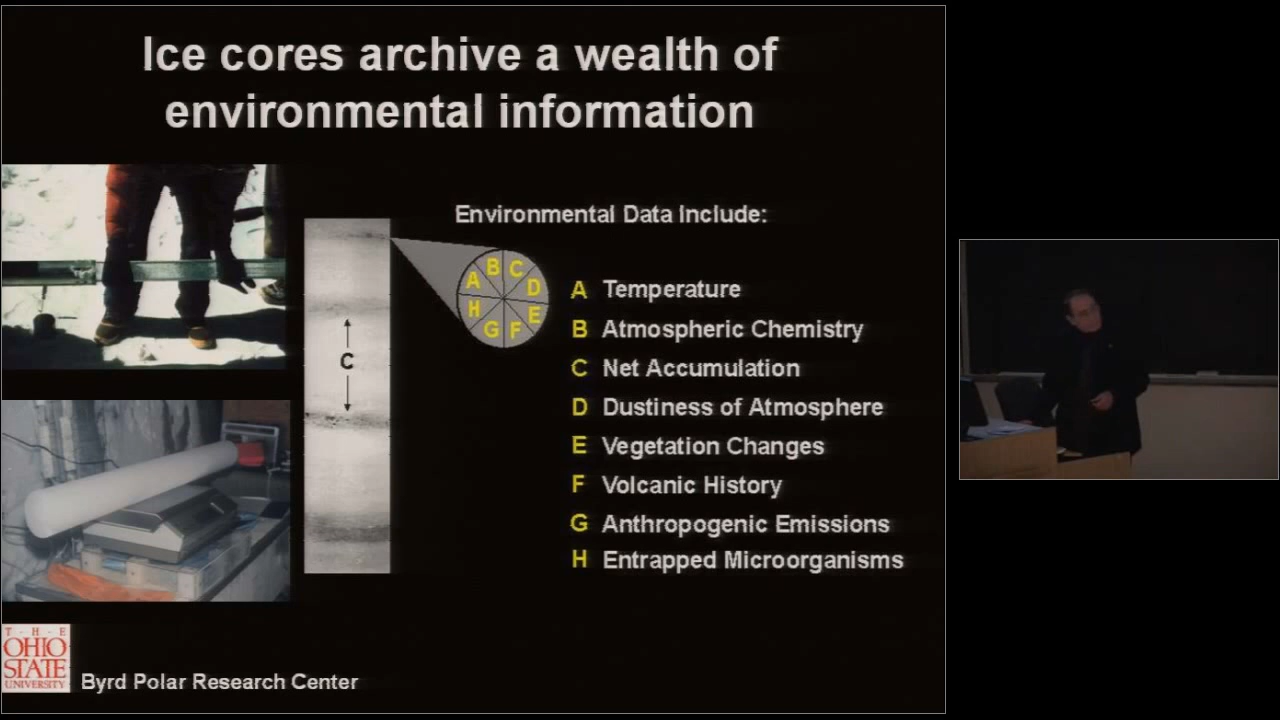 Ice cores archive a wealth of
environmental information
Environmental Data Include:
A B C D E F G H
C
A Temperature
B Atmospheric Chemistry
C Net Accumulation
D Dustiness of Atmosphere
E Vegetation Changes
F Volcanic History
G Anthropogenic Emissions
H Entrapped Microorganisms
T · H · E
OHIO
STATE
UNIVERSITY
Byrd Polar Research Center